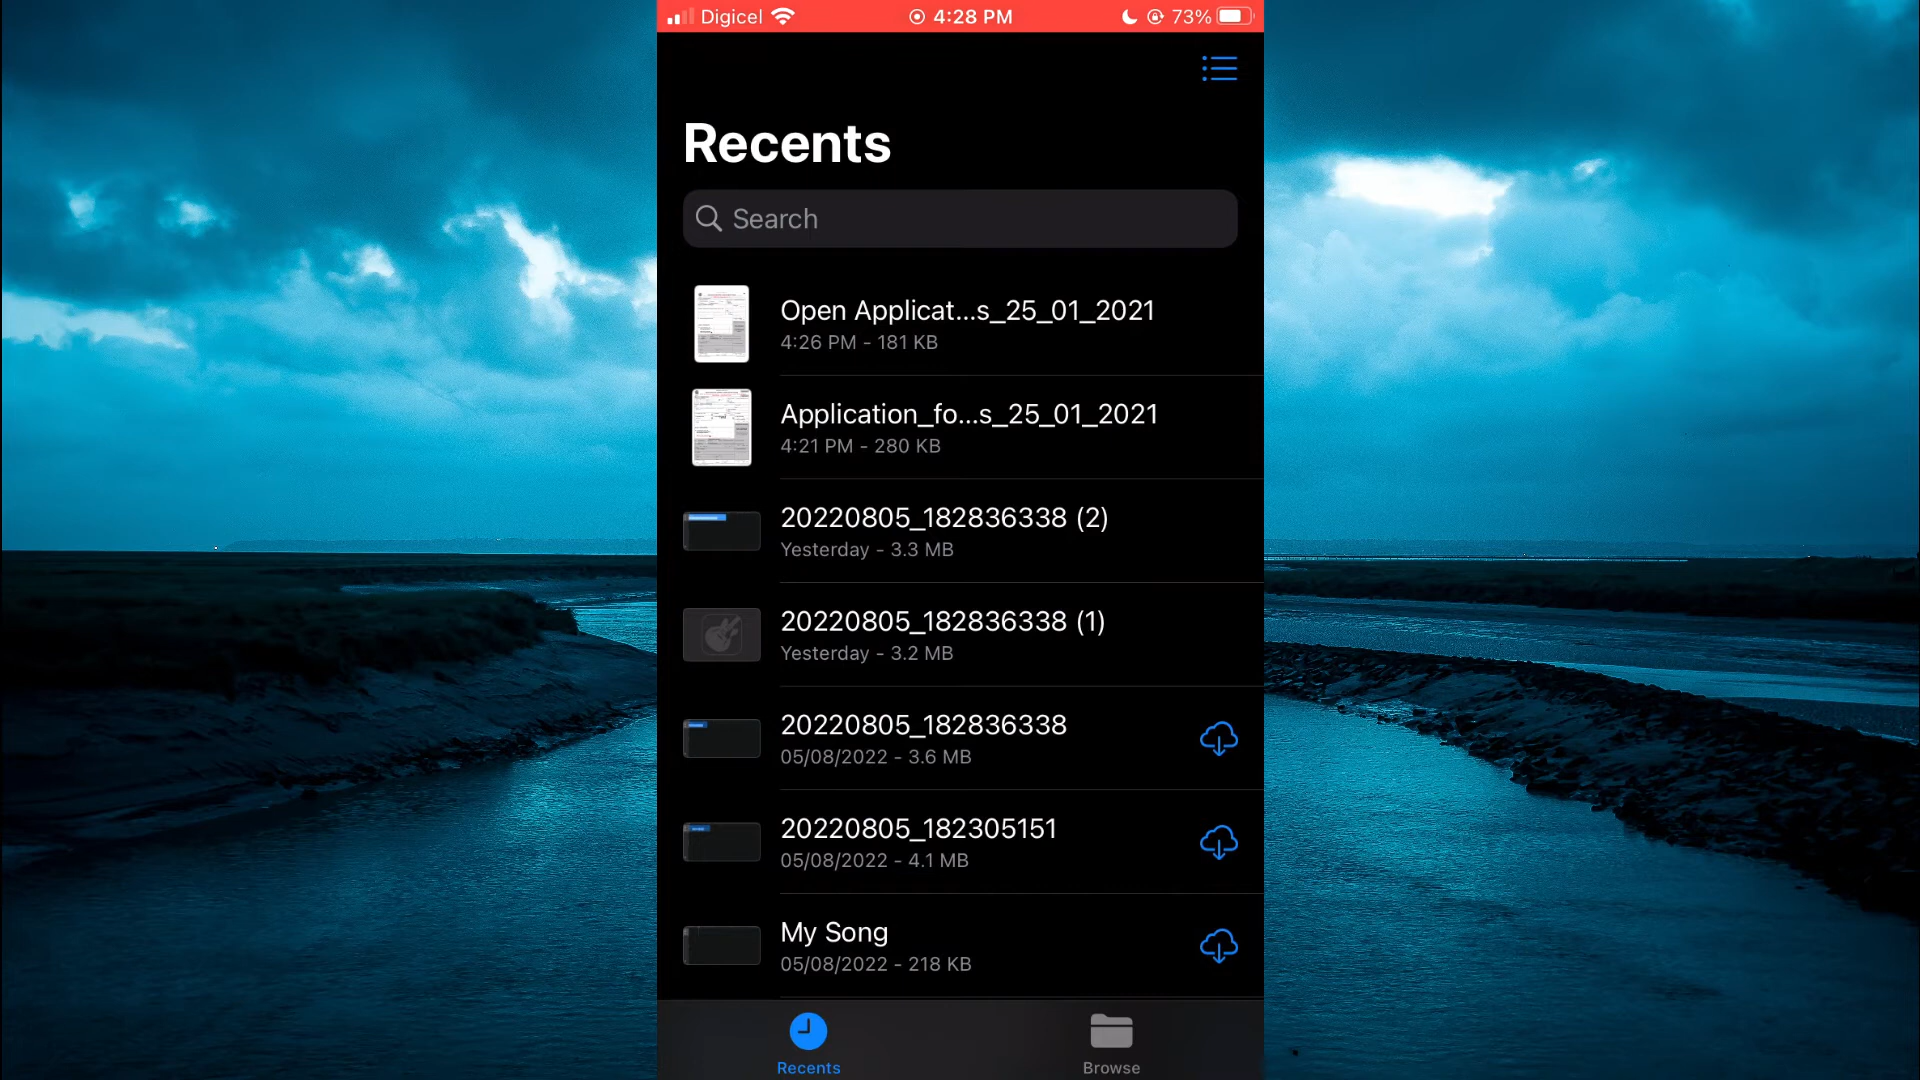 Digicel 4:28 PM 73%
Recents
Search
Open Applicat...s_25_01_2021
4:26 PM - 181 KB
Application_fo...s_25_01_2021
4:21 PM - 280 KB
20220805_182836338 (2)
Yesterday - 3.3 MB
20220805_182836338 (1)
Yesterday - 3.2 MB
20220805_182836338
05/08/2022 - 3.6 MB
20220805_182305151
05/08/2022 - 4.1 MB
My Song
05/08/2022 - 218 KB
Recents Browse